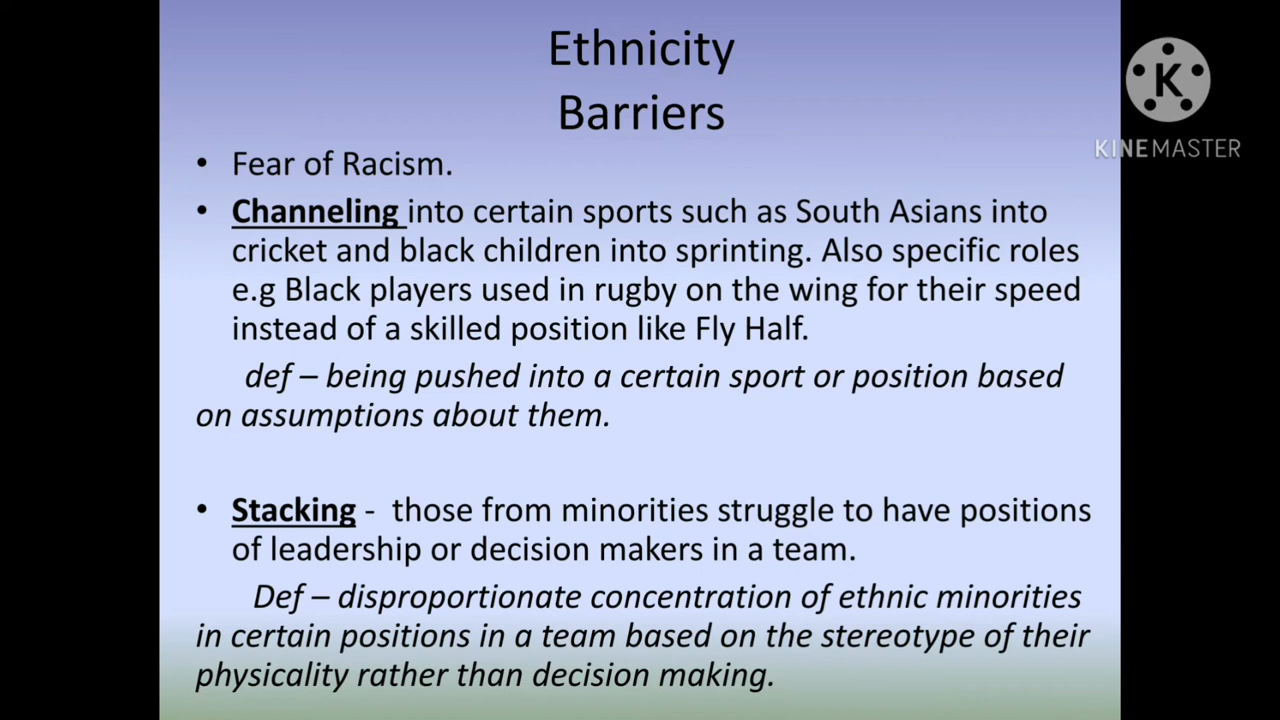 Ethnicity
Barriers
• Fear of Racism.
• Channeling into certain sports such as South Asians into
cricket and black children into sprinting. Also specific roles
e.g Black players used in rugby on the wing for their speed
instead of a skilled position like Fly Half.
def – being pushed into a certain sport or position based
on assumptions about them.
• Stacking - those from minorities struggle to have positions
of leadership or decision makers in a team.
Def – disproportionate concentration of ethnic minorities
in certain positions in a team based on the stereotype of their
physicality rather than decision making.
K
KINEMASTER